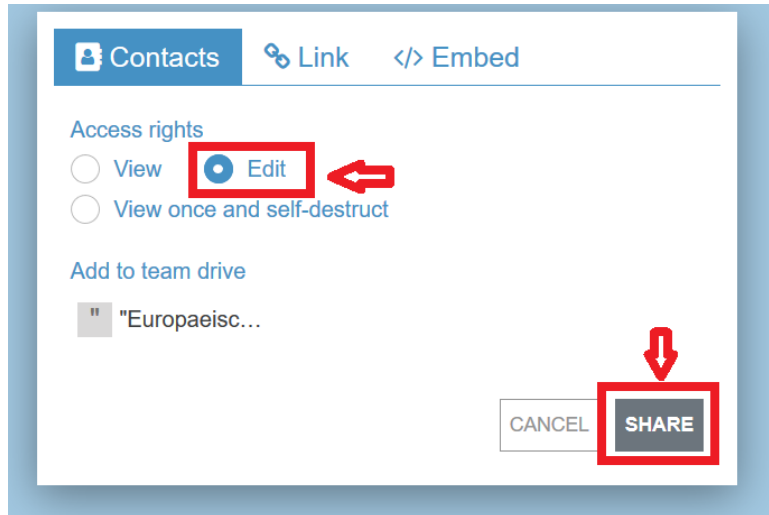 Contacts Link </> Embed
Access rights
View Edit
View once and self-destruct
Add to team drive
" "Europaeisc...
CANCEL SHARE